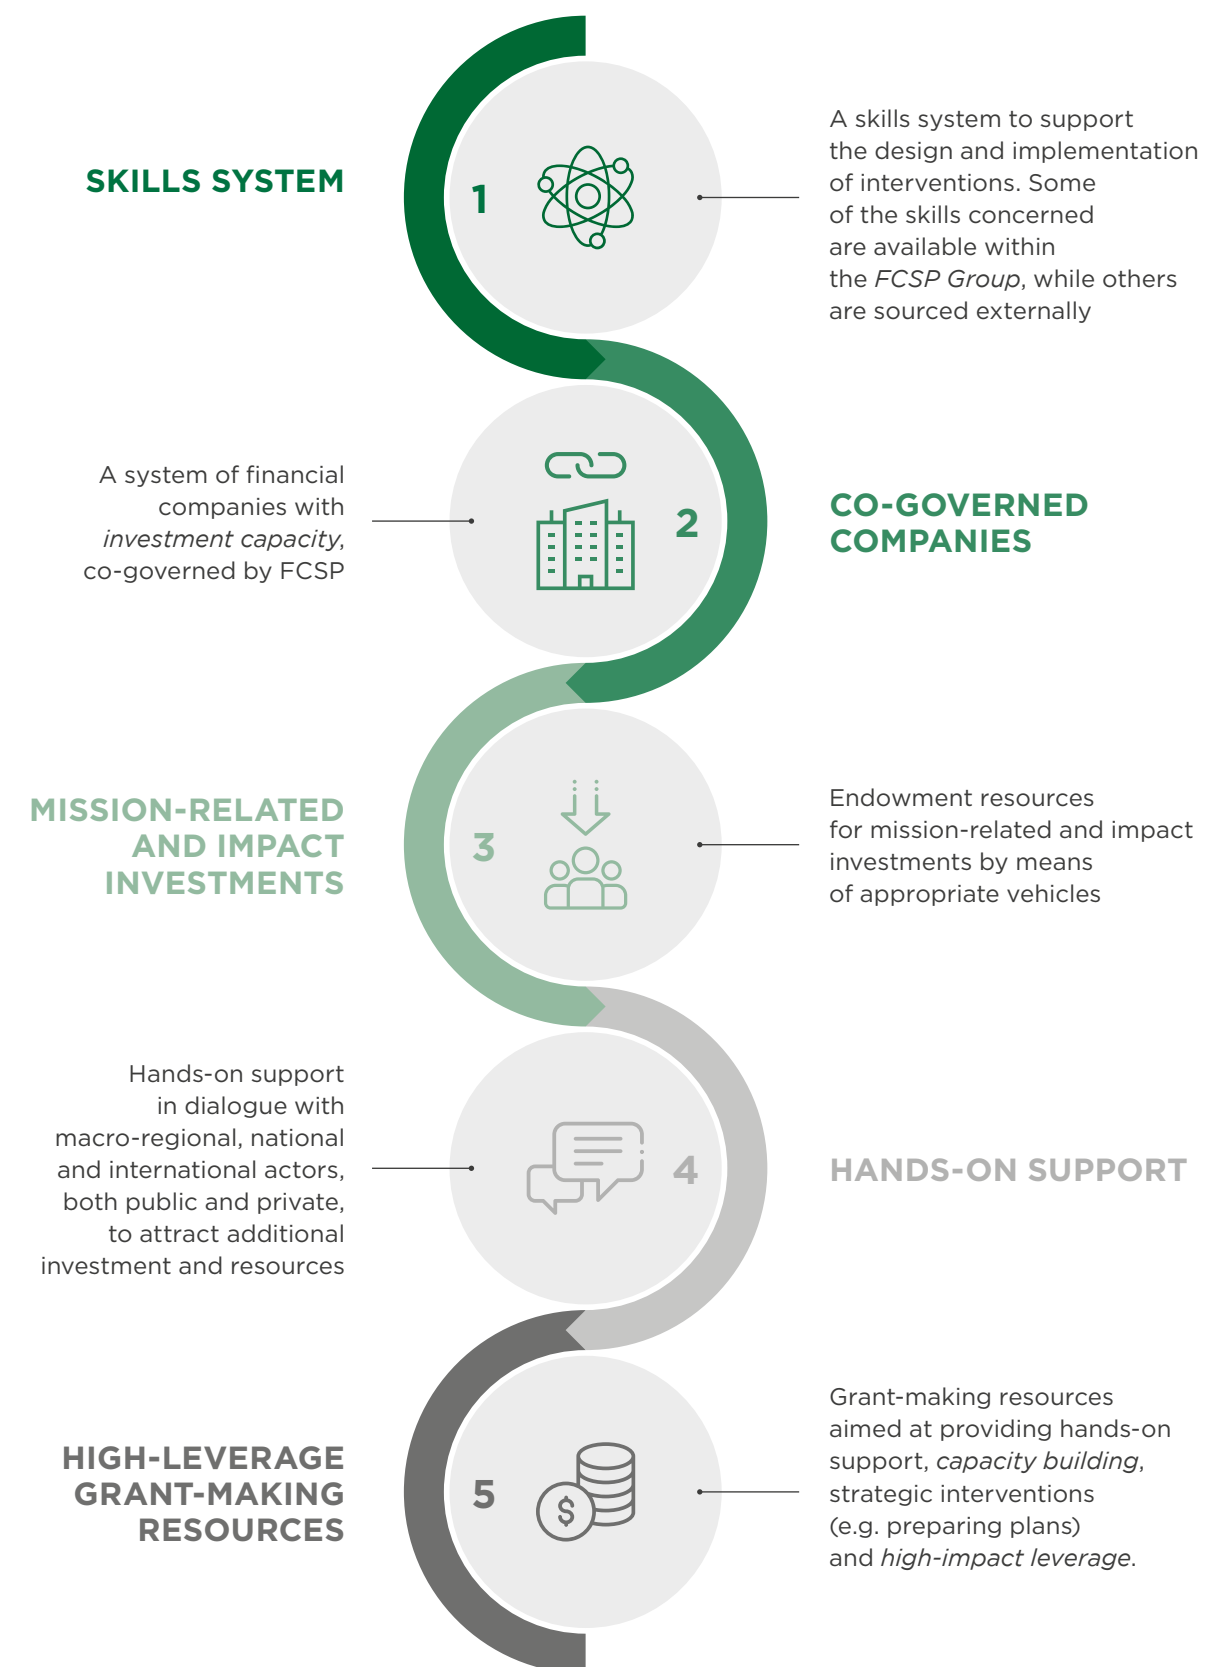 SKILLS SYSTEM
1
A skills system to support
the design and implementation
of interventions. Some
of the skills concerned
are available within
the FCSP Group, while others
are sourced externally
A system of financial
companies with
investment capacity,
co-governed by FCSP
2
CO-GOVERNED
COMPANIES
MISSION-RELATED
AND IMPACT
INVESTMENTS
3
Endowment resources
for mission-related and impact
investments by means
of appropriate vehicles
Hands-on support
in dialogue with
macro-regional, national
and international actors,
both public and private,
to attract additional
investment and resources
4
HANDS-ON SUPPORT
HIGH-LEVERAGE
GRANT-MAKING
RESOURCES
5
$
Grant-making resources
aimed at providing hands-on
support, capacity building,
strategic interventions
(e.g. preparing plans)
and high-impact leverage.